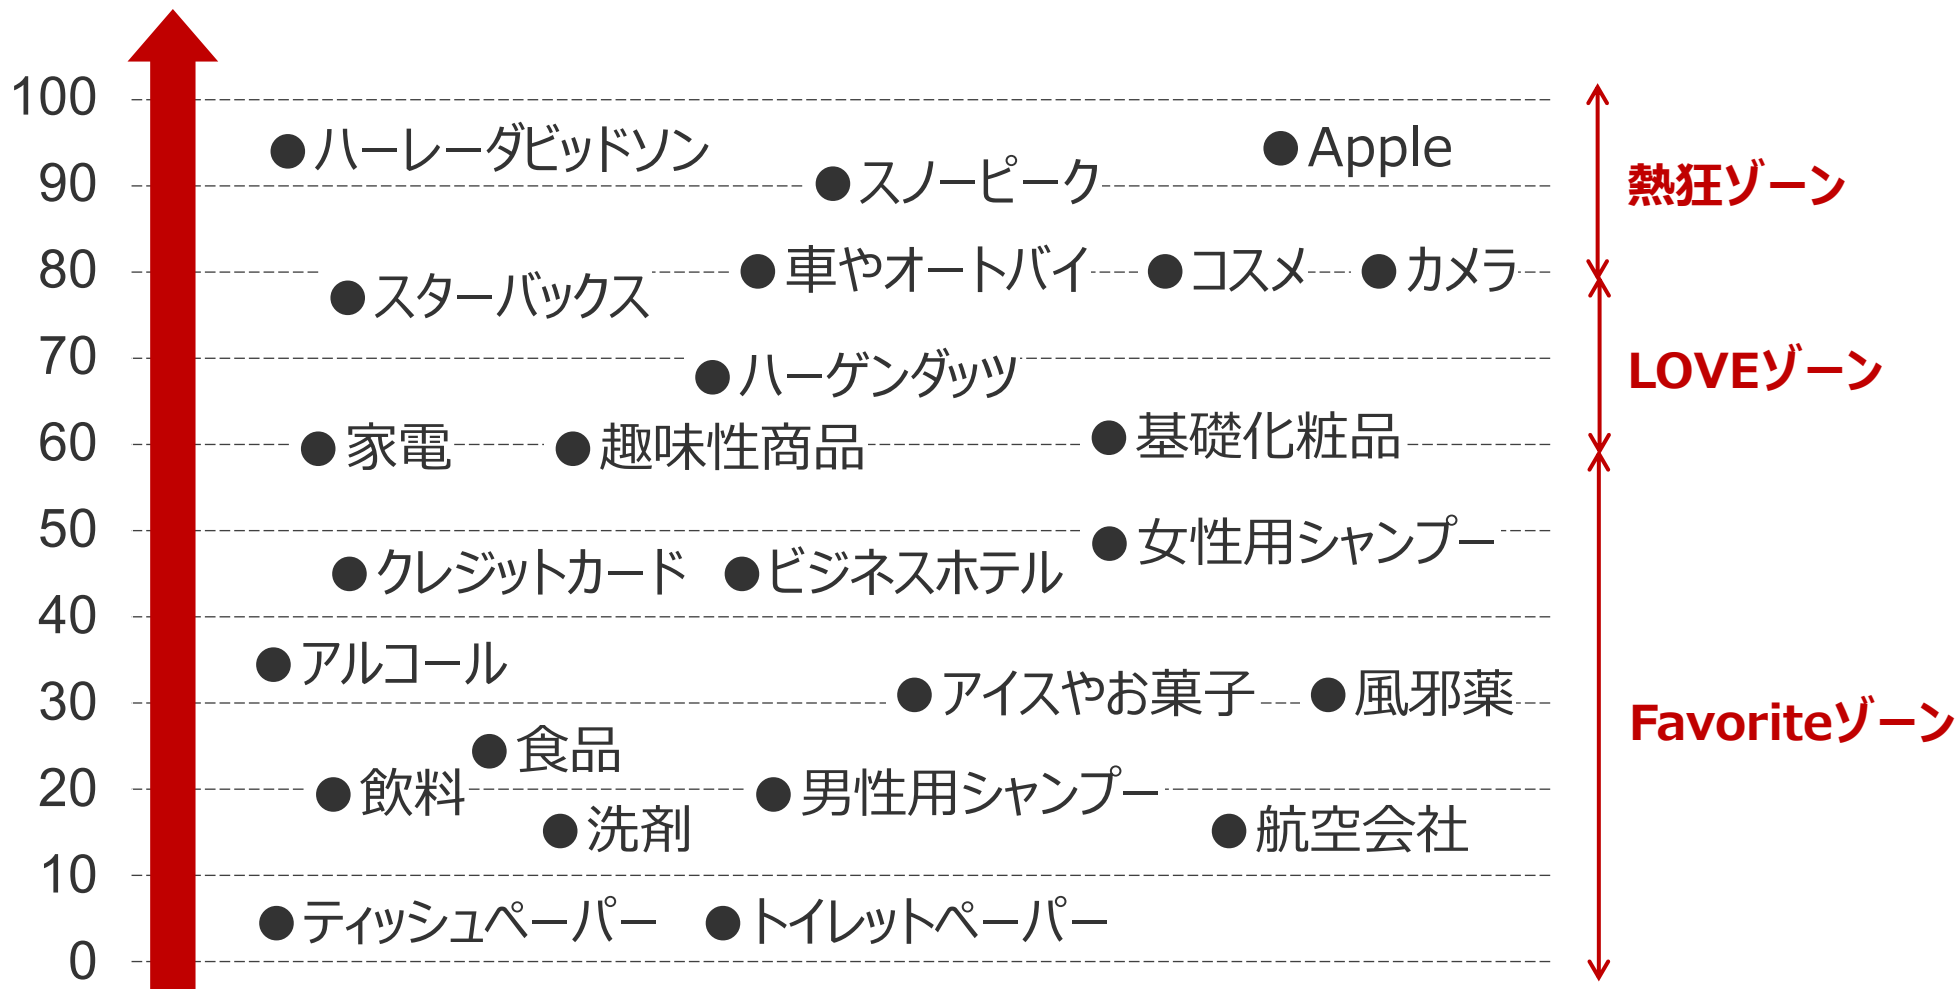 100
ハーレーダビッドソン
Apple
90
スノーピーク
熱狂ゾーン
80
車やオートバイ
コスメ
カメラ
スターバックス
70
ハーゲンダッツ
LOVEゾーン
60
家電
趣味性商品
基礎化粧品
50
女性用シャンプー
クレジットカード
ビジネスホテル
40
アルコール
30
アイスやお菓子
風邪薬
Favoriteゾーン
食品
20
飲料
男性用シャンプー
洗剤
航空会社
10
ティッシュペーパー
トイレットペーパー
0